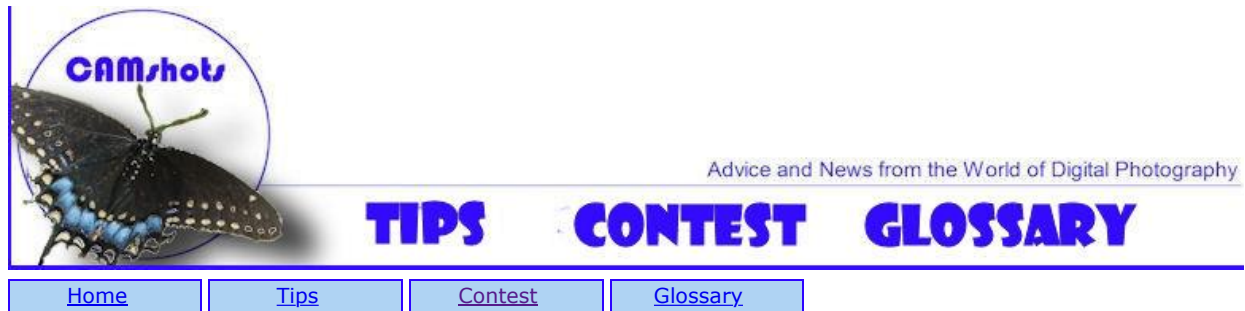 CAMshots
Advice and News from the World of Digital Photography
TIPS CONTEST GLOSSARY
Home Tips Contest Glossary